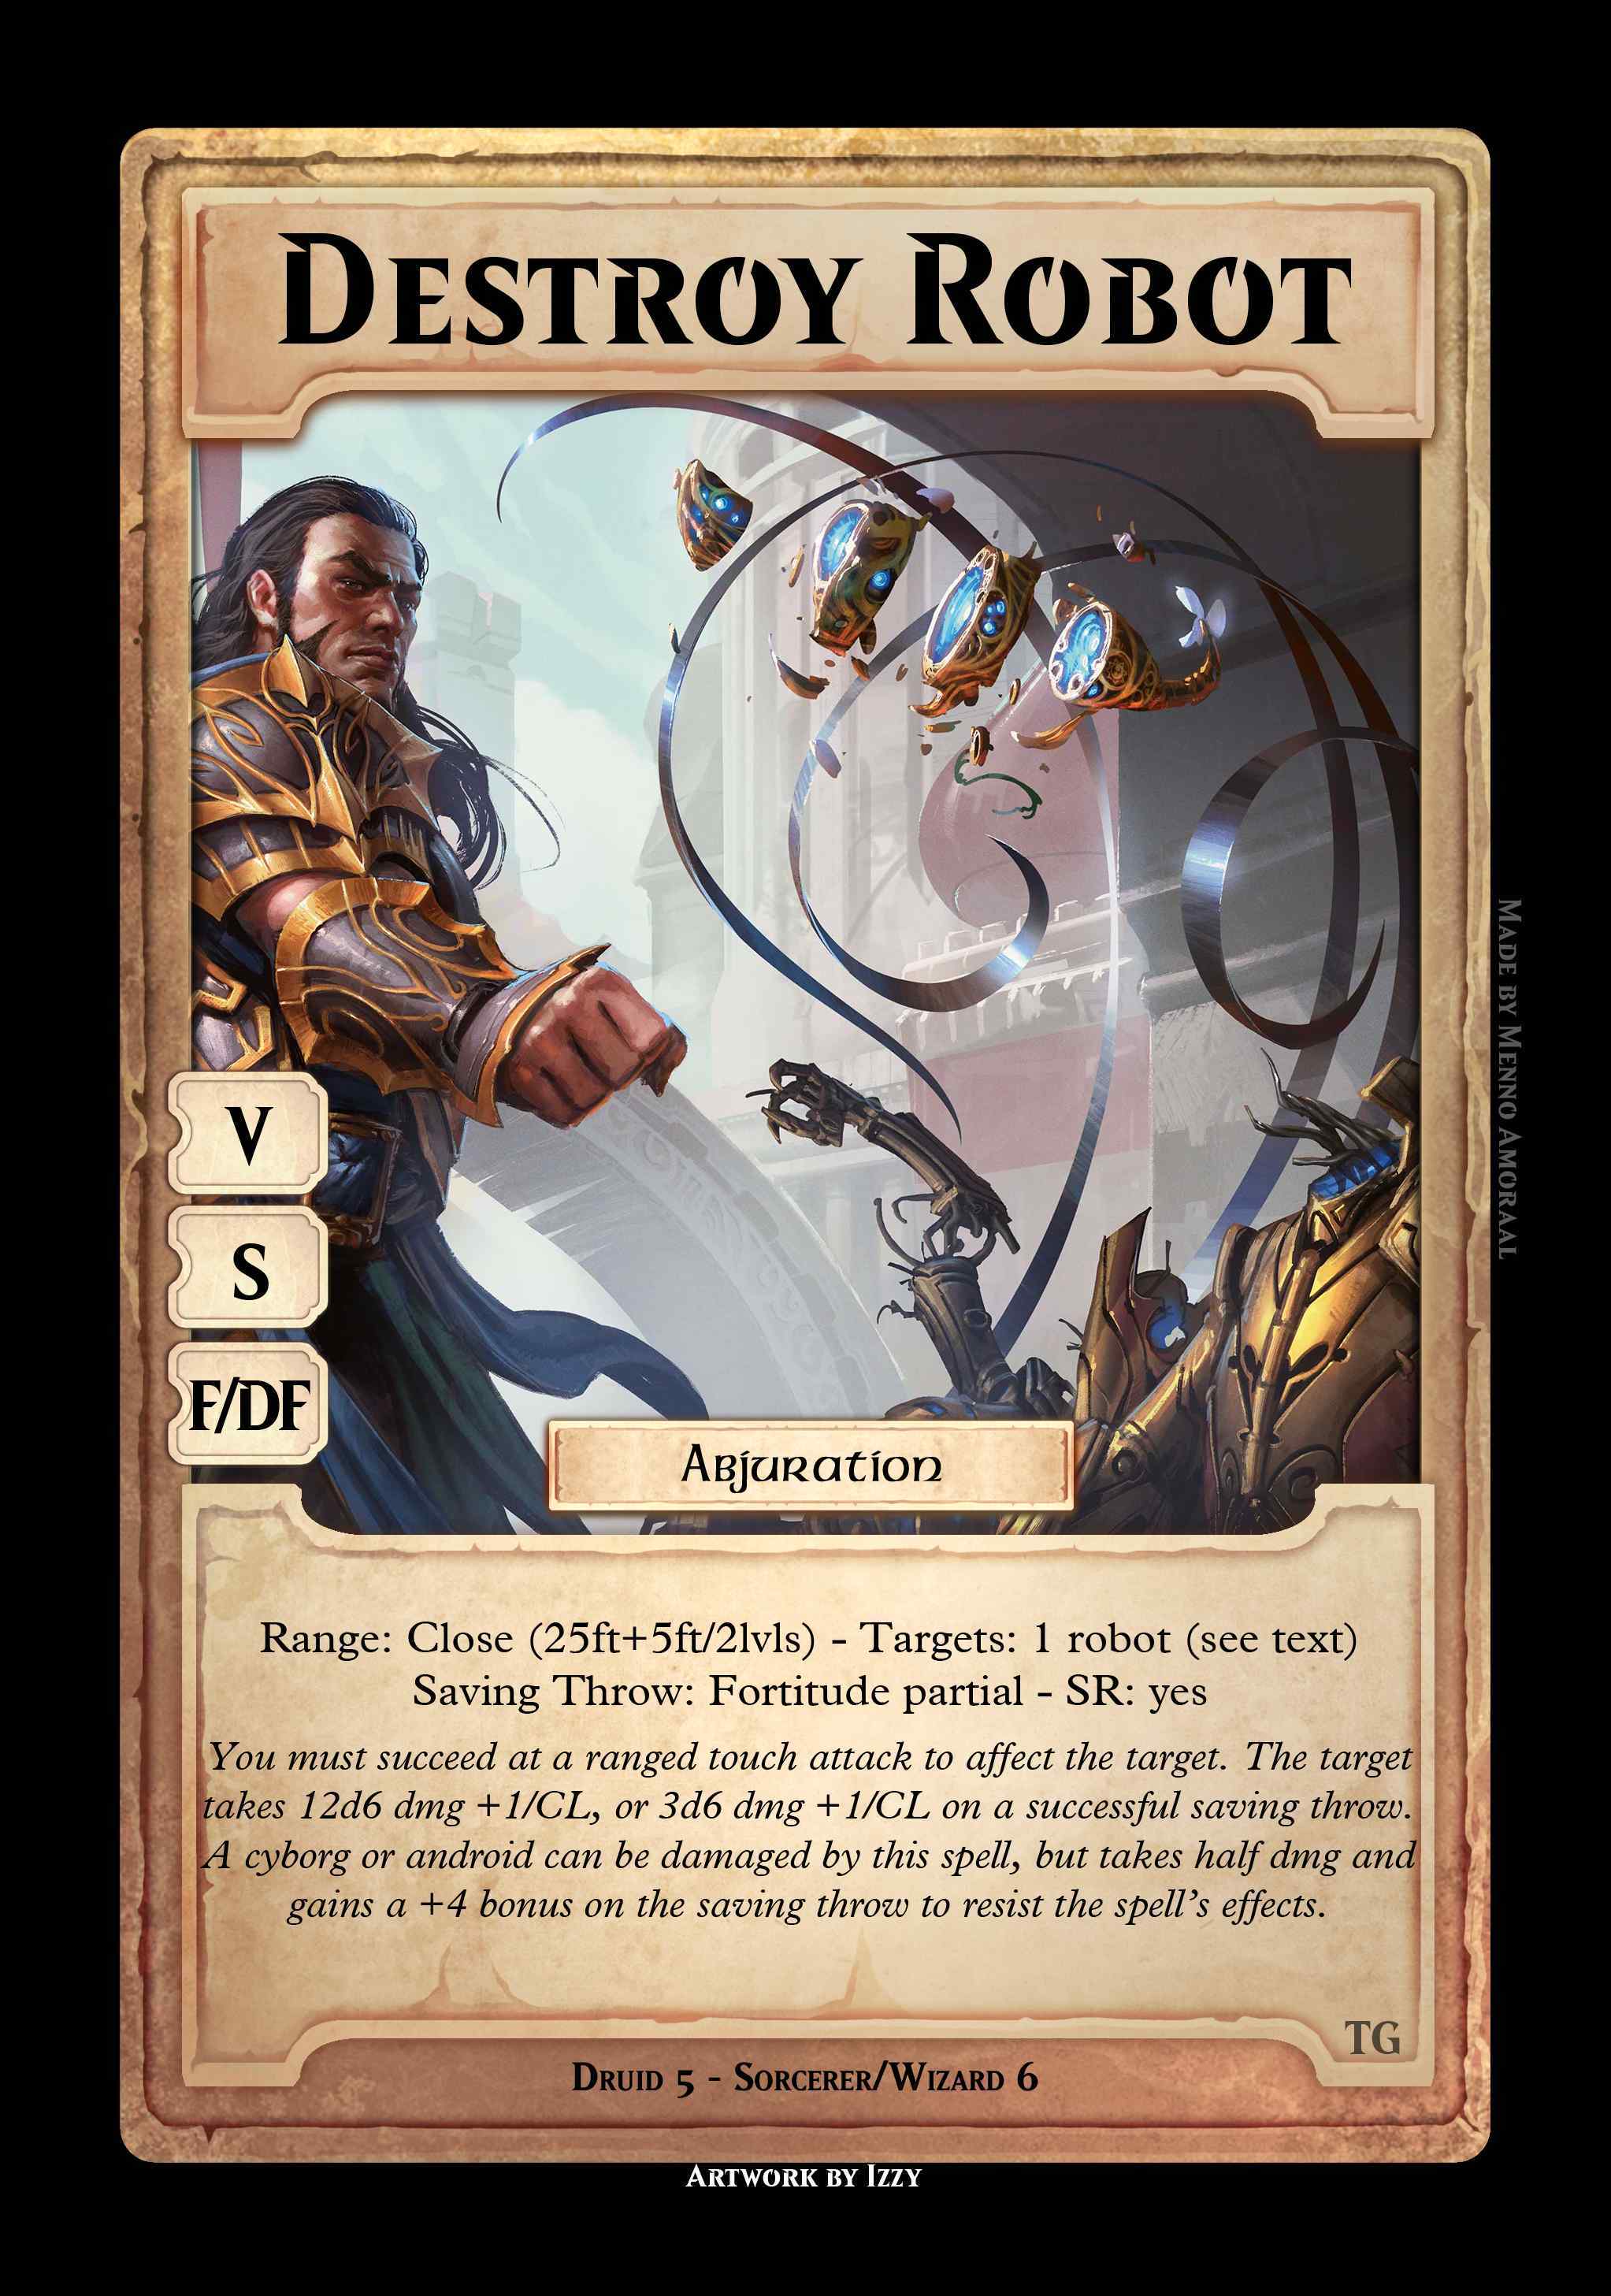 Destroy Robot
V
S
F/DF
Abjuration
Range: Close (25ft+5ft/2lvls) - Targets: 1 robot (see text)
Saving Throw: Fortitude partial - SR: yes
You must succeed at a ranged touch attack to affect the target. The target
takes 12d6 dmg +1/CL, or 3d6 dmg +1/CL on a successful saving throw.
A cyborg or android can be damaged by this spell, but takes half dmg and
gains a +4 bonus on the saving throw to resist the spell's effects.
TG
Druid 5 - Sorcerer/Wizard 6
Artwork by Izzy
Made by Menno Amoraal